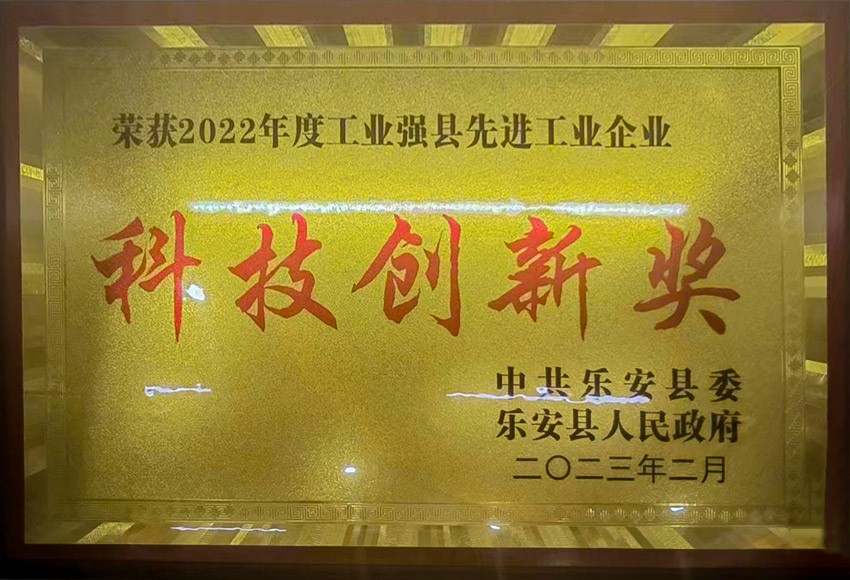 荣获2022年度工业强县先进工业企业
科技创新奖
中共乐安县委
乐安县人民政府
二〇二三年二月